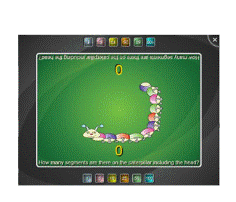 How many segments are there on the caterpillar including the head?
0
0
How many segments are there on the caterpillar including the head?